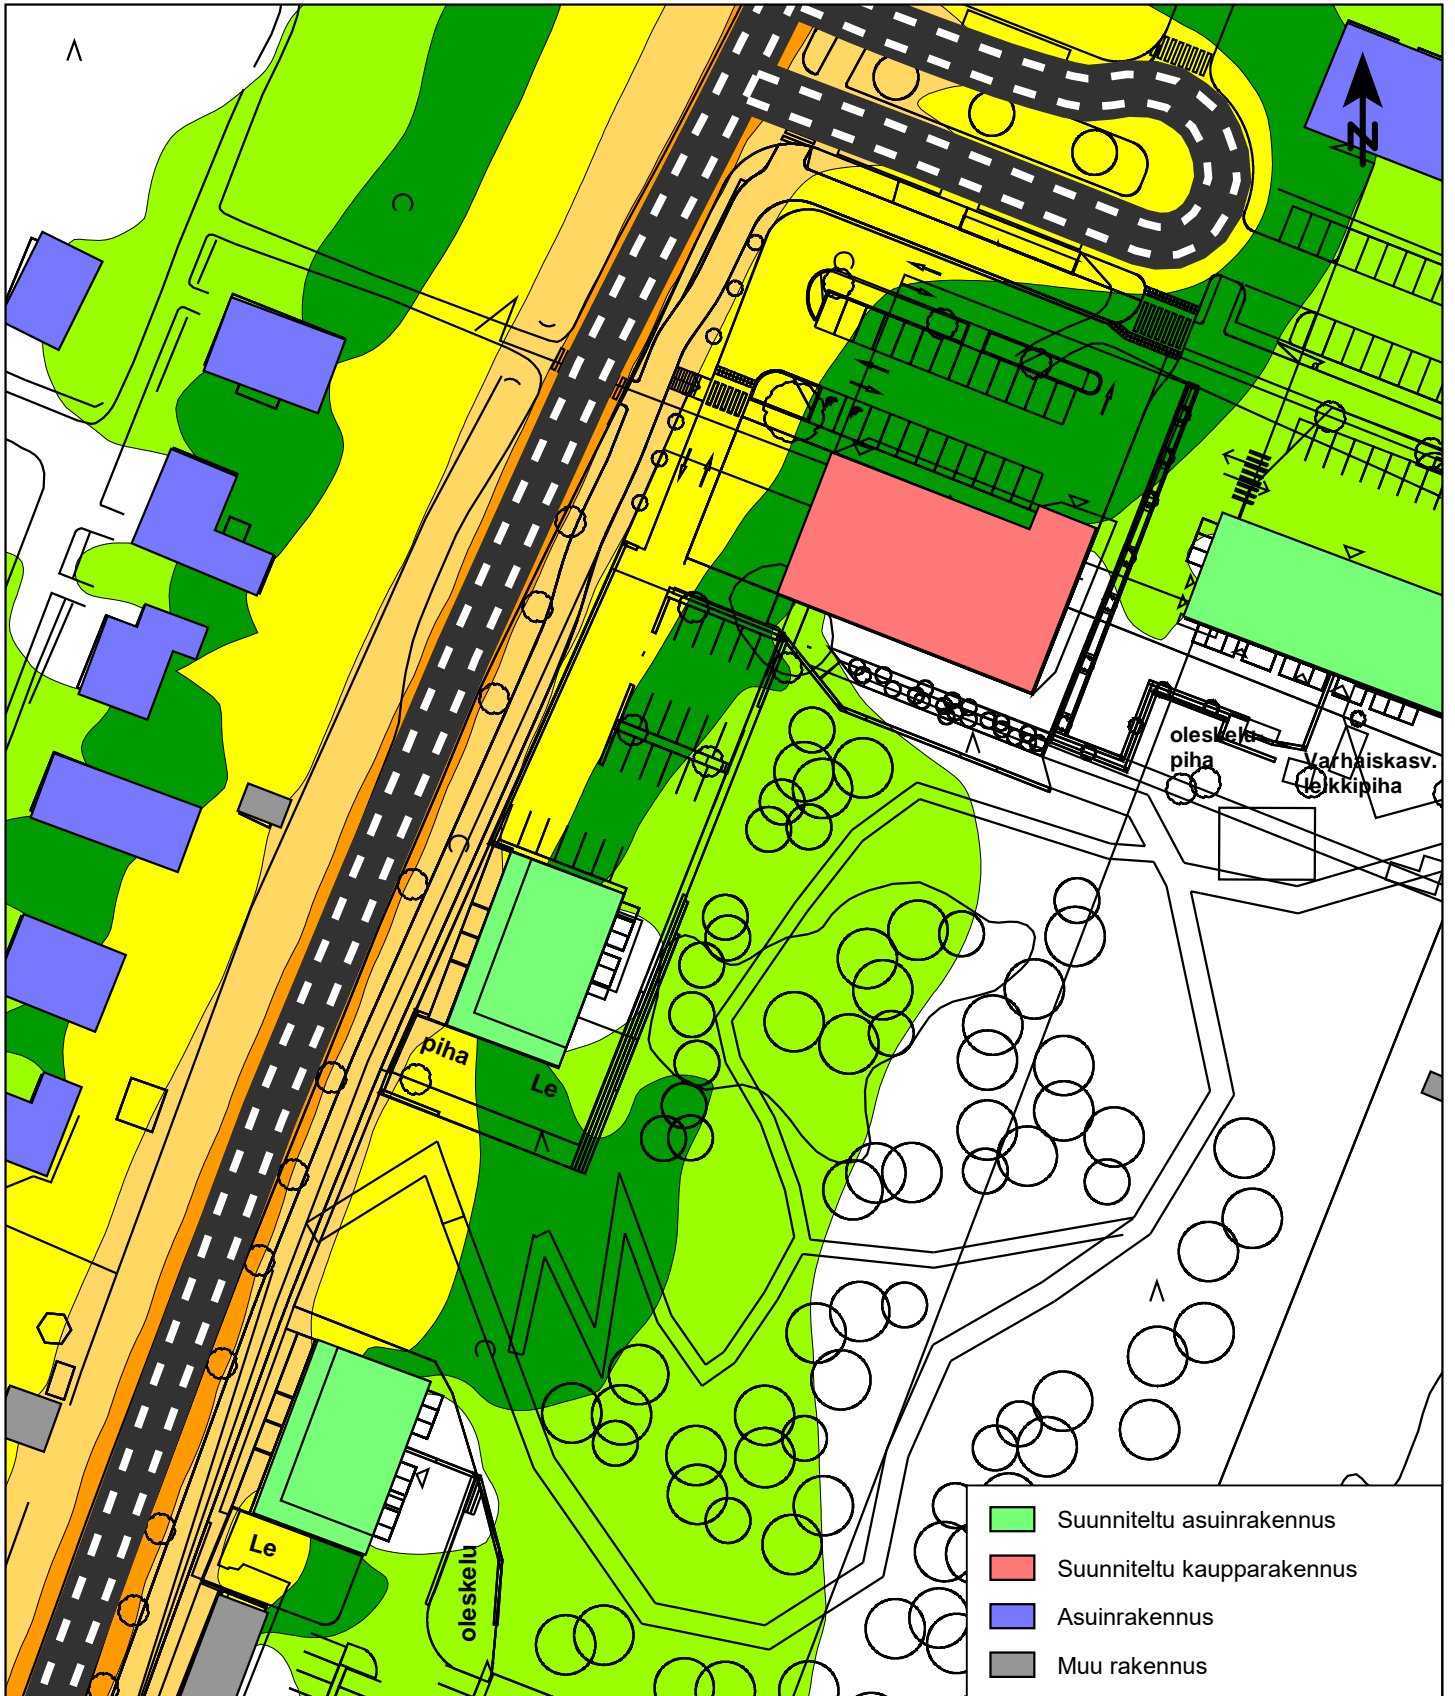 N
oleskelu-
piha
Varhaiskasv.
leikkipiha
piha
Le
Le
oleskelu
Suunniteltu asuinrakennus
Suunniteltu kaupparakennus
Asuinrakennus
Muu rakennus